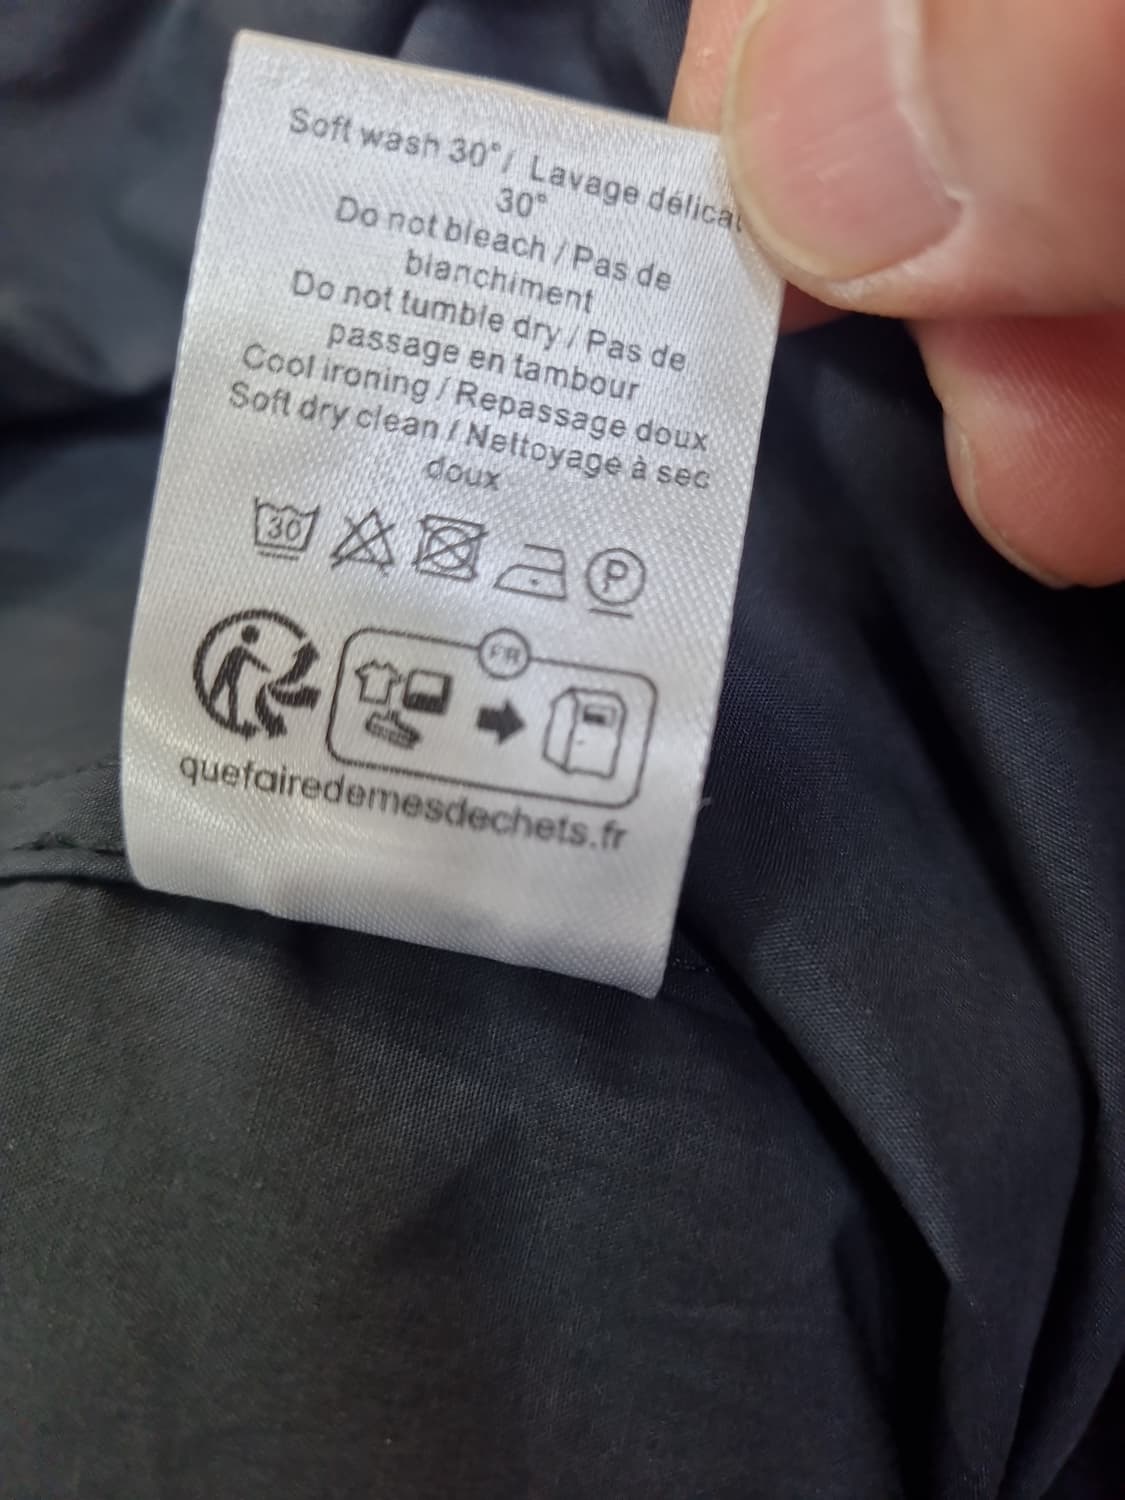 Soft wash 30°/ Lavage délicat
30°
Do not bleach / Pas de
blanchiment
Do not tumble dry / Pas de
passage en tambour
Cool ironing / Repassage doux
Soft dry clean / Nettoyage à sec
doux
30 P
FR
quefairedemesdechets.fr